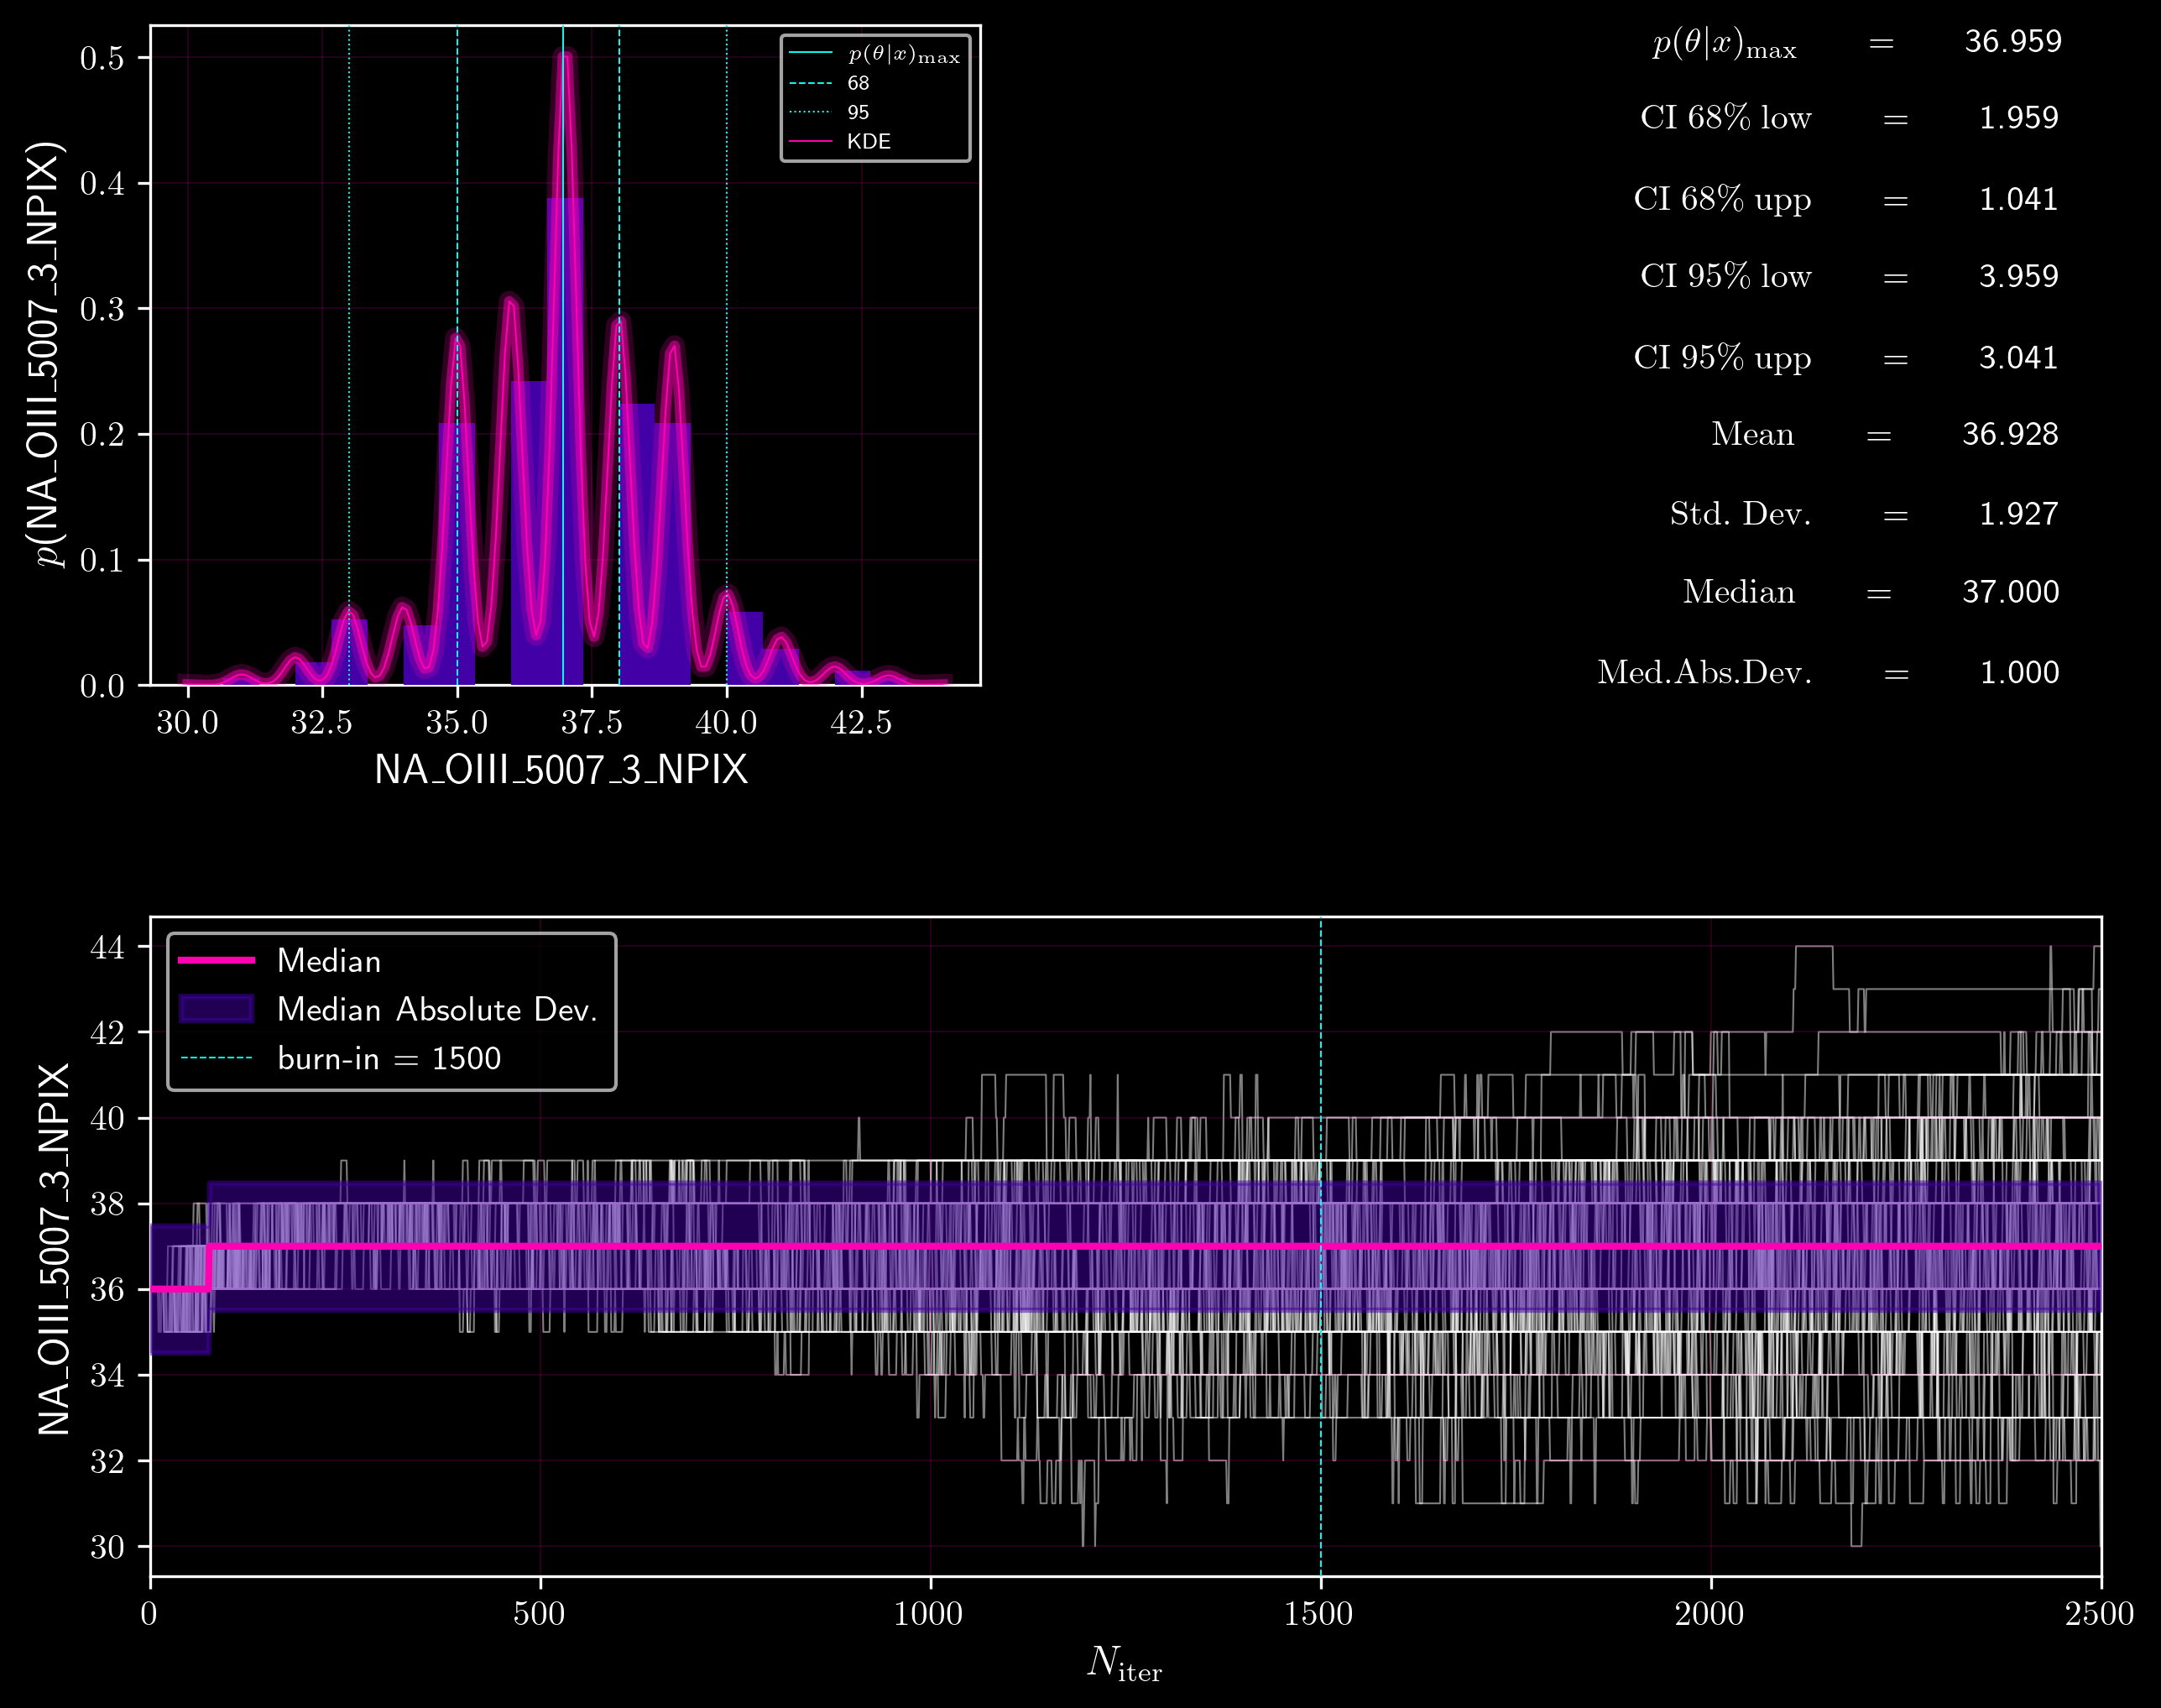 p(NA_OIII_5007_3_NPIX)
0.5
0.4
0.3
0.2
0.1
0.0
30.0 32.5 35.0 37.5 40.0 42.5
NA_OIII_5007_3_NPIX
p(θ|x)max
68
95
KDE
p(θ|x)max = 36.959
CI 68% low = 1.959
CI 68% upp = 1.041
CI 95% low = 3.959
CI 95% upp = 3.041
Mean = 36.928
Std. Dev. = 1.927
Median = 37.000
Med.Abs.Dev. = 1.000
NA_OIII_5007_3_NPIX
44
42
40
38
36
34
32
30
Median
Median Absolute Dev.
burn-in = 1500
0 500 1000 1500 2000 2500
Niter